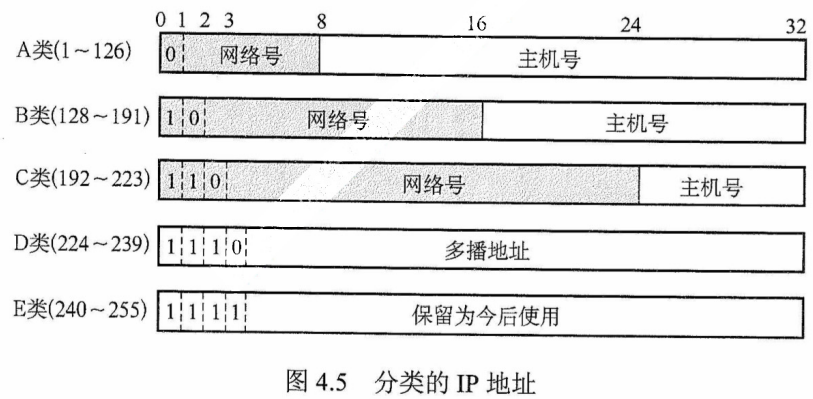 0 1 2 3 8 16 24 32
A类(1~126) 0 网络号 主机号
B类(128~191) 1 0 网络号 主机号
C类(192~223) 1 1 0 网络号 主机号
D类(224~239) 1 1 1 0 多播地址
E类(240~255) 1 1 1 1 保留为今后使用
图 4.5 分类的 IP 地址